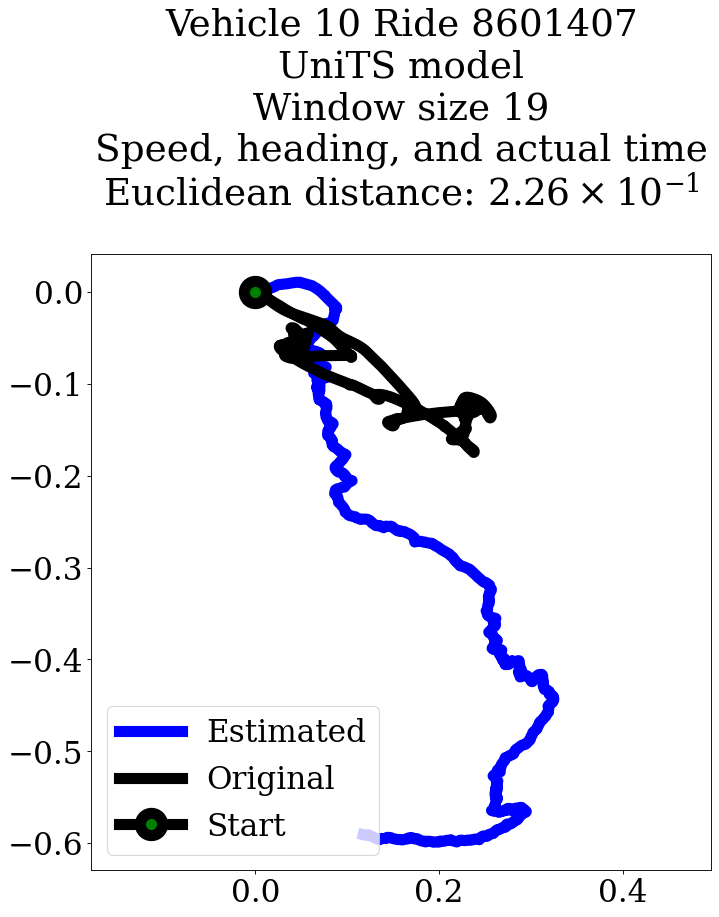 Vehicle 10 Ride 8601407
UniTS model
Window size 19
Speed, heading, and actual time
Euclidean distance: 2.26 × 10⁻¹
0.0
−0.1
−0.2
−0.3
−0.4
−0.5
−0.6
Estimated
Original
Start
0.0 0.2 0.4